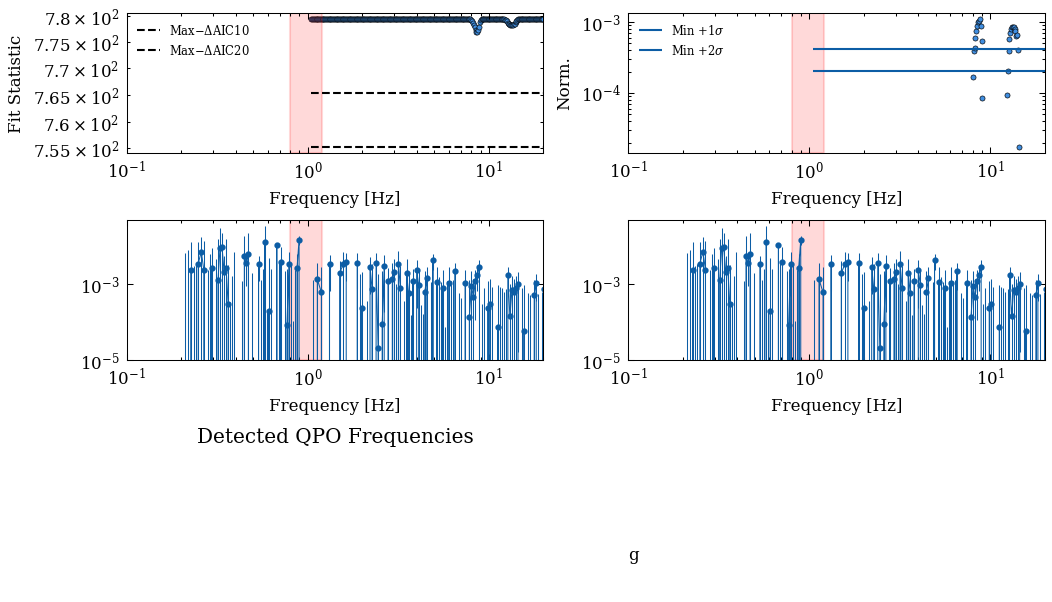 Fit Statistic
7.8 × 10²
7.75 × 10²
7.7 × 10²
7.65 × 10²
7.6 × 10²
7.55 × 10²
Max−ΔAIC10
Max−ΔAIC20
10⁻¹ 10⁰ 10¹
Frequency [Hz]
Norm.
10⁻³
10⁻⁴
Min +1σ
Min +2σ
10⁻¹ 10⁰ 10¹
Frequency [Hz]
10⁻³
10⁻⁵
10⁻¹ 10⁰ 10¹
Frequency [Hz]
10⁻³
10⁻⁵
10⁻¹ 10⁰ 10¹
Frequency [Hz]
Detected QPO Frequencies
g